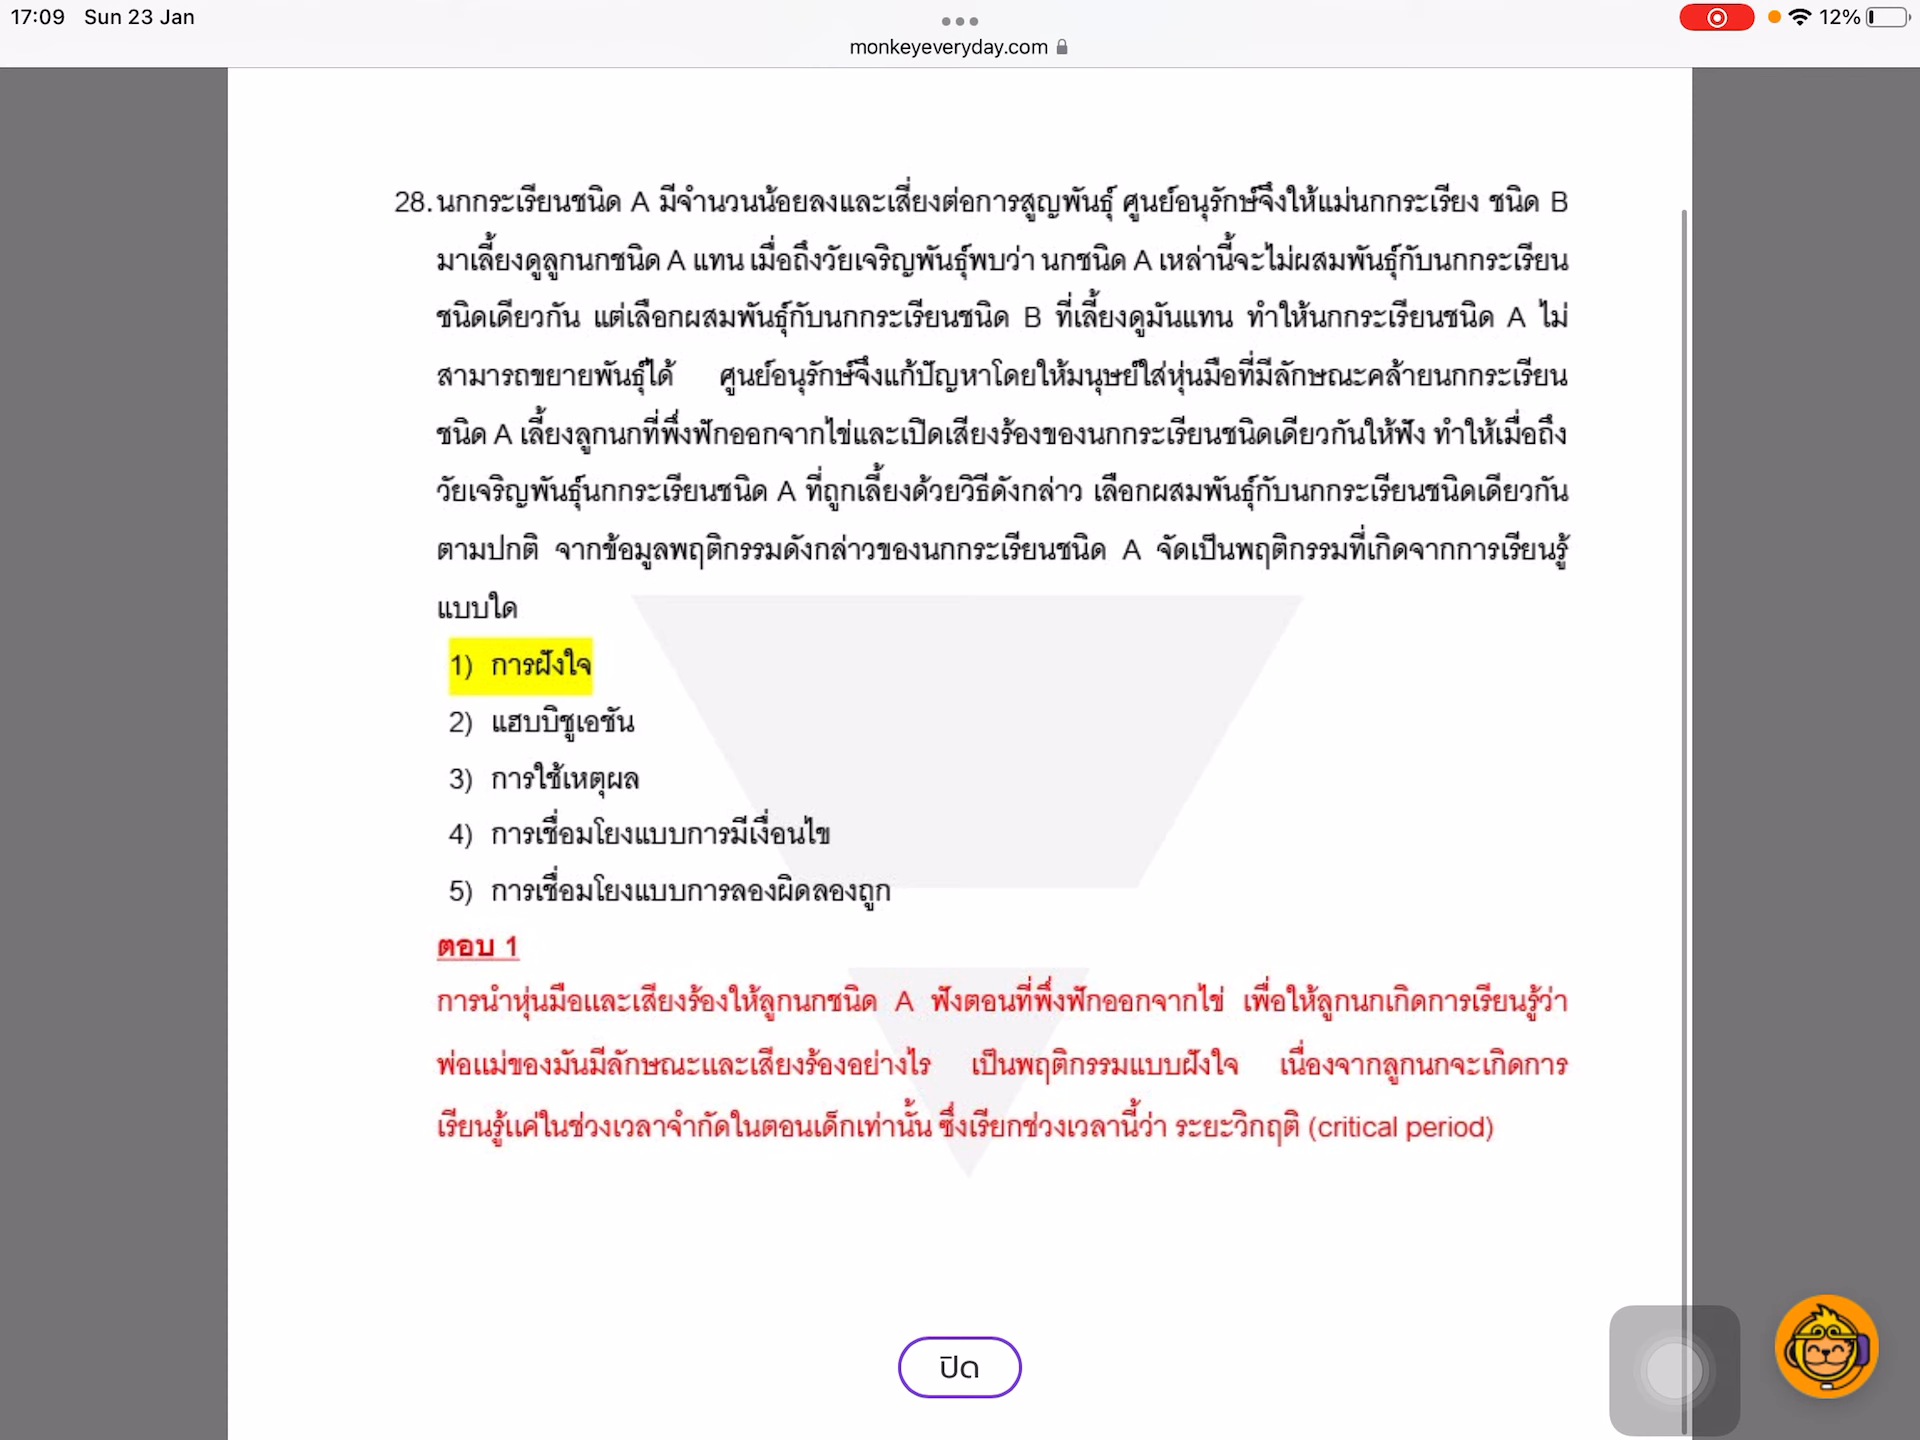 17:09 Sun 23 Jan
12%
monkeyeveryday.com
28. นกกระเรียนชนิด A มีจำนวนน้อยลงและเสี่ยงต่อการสูญพันธุ์ ศูนย์อนุรักษ์จึงให้แม่นกกระเรียง ชนิด B
มาเลี้ยงดูลูกนกชนิด A แทน เมื่อถึงวัยเจริญพันธุ์พบว่า นกชนิด A เหล่านี้จะไม่ผสมพันธุ์กับนกกระเรียน
ชนิดเดียวกัน แต่เลือกผสมพันธุ์กับนกกระเรียนชนิด B ที่เลี้ยงดูมันแทน ทำให้นกกระเรียนชนิด A ไม่
สามารถขยายพันธุ์ได้ ศูนย์อนุรักษ์จึงแก้ปัญหาโดยให้มนุษย์ใส่หุ่นมือที่มีลักษณะคล้ายนกกระเรียน
ชนิด A เลี้ยงลูกนกที่พึ่งฟักออกจากไข่และเปิดเสียงร้องของนกกระเรียนชนิดเดียวกันให้ฟัง ทำให้เมื่อถึง
วัยเจริญพันธุ์นกกระเรียนชนิด A ที่ถูกเลี้ยงด้วยวิธีดังกล่าว เลือกผสมพันธุ์กับนกกระเรียนชนิดเดียวกัน
ตามปกติ จากข้อมูลพฤติกรรมดังกล่าวของนกกระเรียนชนิด A จัดเป็นพฤติกรรมที่เกิดจากการเรียนรู้
แบบใด
1) การฝังใจ
2) แฮบบิชูเอชัน
3) การใช้เหตุผล
4) การเชื่อมโยงแบบการมีเงื่อนไข
5) การเชื่อมโยงแบบการลองผิดลองถูก
ตอบ 1
การนำหุ่นมือและเสียงร้องให้ลูกนกชนิด A ฟังตอนที่พึ่งฟักออกจากไข่ เพื่อให้ลูกนกเกิดการเรียนรู้ว่า
พ่อแม่ของมันมีลักษณะและเสียงร้องอย่างไร เป็นพฤติกรรมแบบฝังใจ เนื่องจากลูกนกจะเกิดการ
เรียนรู้แค่ในช่วงเวลาจำกัดในตอนเด็กเท่านั้น ซึ่งเรียกช่วงเวลานี้ว่า ระยะวิกฤติ (critical period)
ปิด